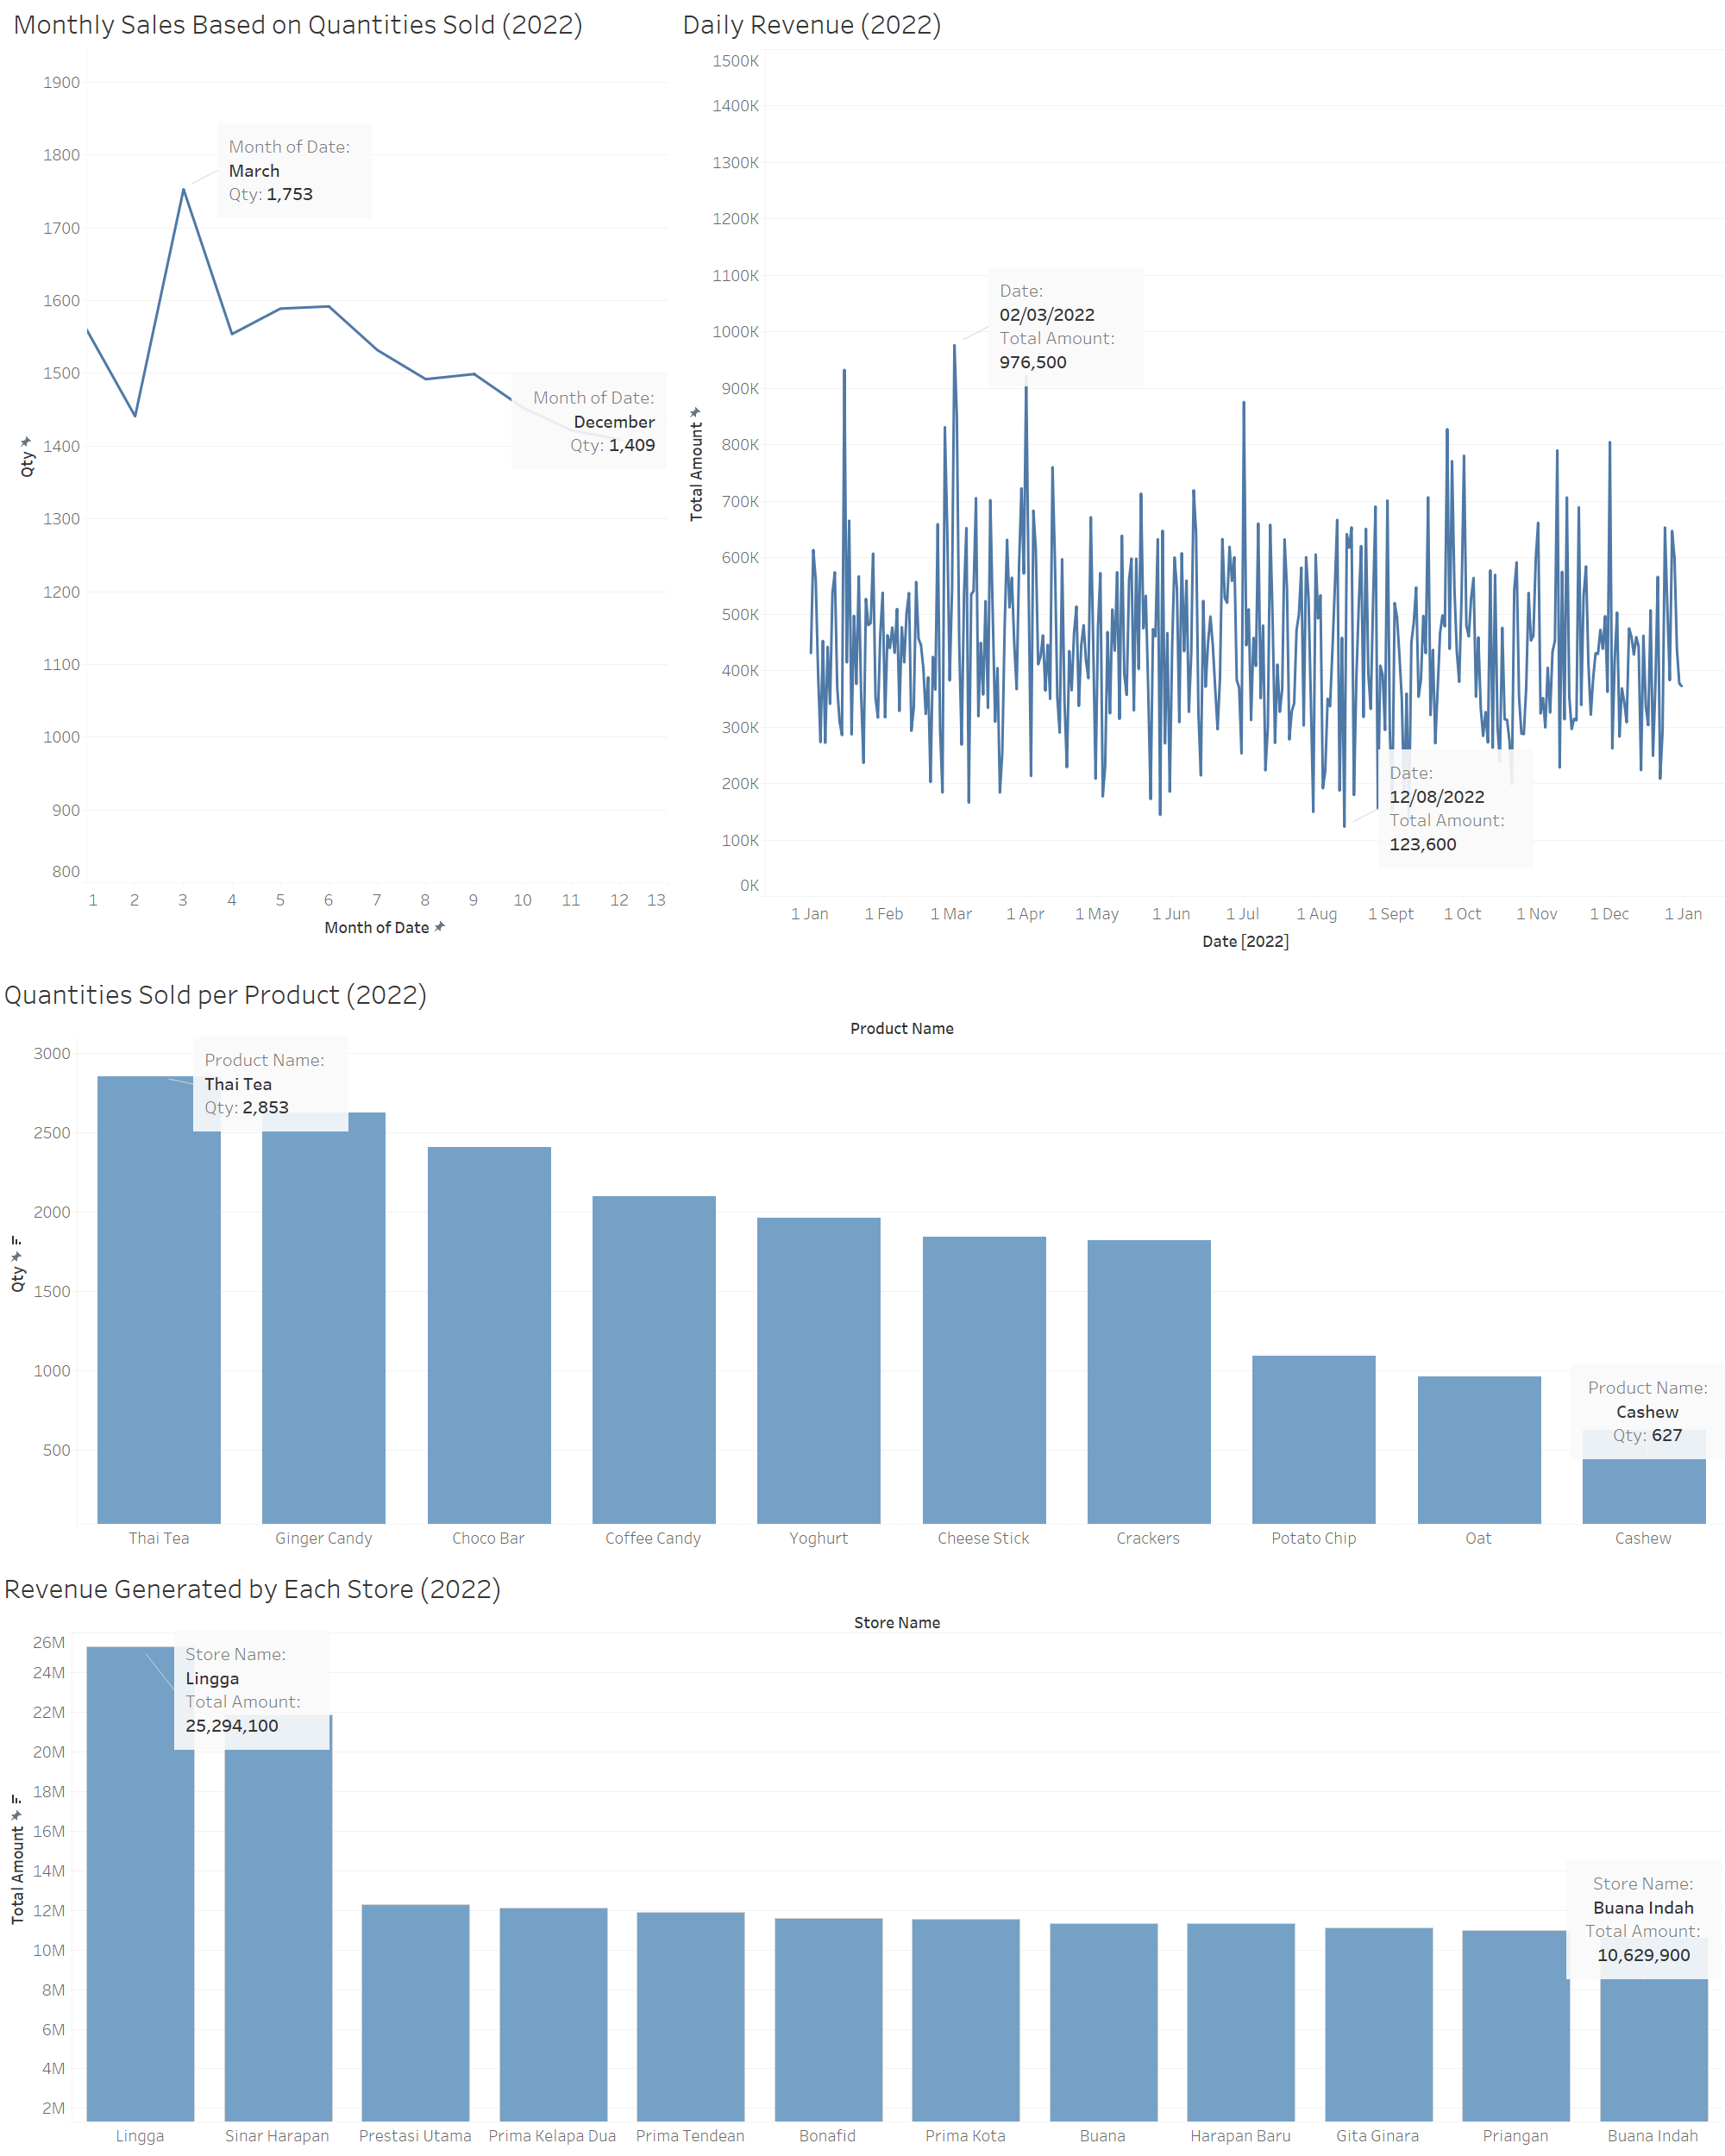 Monthly Sales Based on Quantities Sold (2022)
1900
1800
1700
1600
1500
1400
1300
1200
1100
1000
900
800
Qty
Month of Date:
March
Qty: 1,753
Month of Date:
December
Qty: 1,409
1 2 3 4 5 6 7 8 9 10 11 12 13
Month of Date
Daily Revenue (2022)
1500K
1400K
1300K
1200K
1100K
1000K
900K
800K
700K
600K
500K
400K
300K
200K
100K
0K
Total Amount
Date:
02/03/2022
Total Amount:
976,500
Date:
12/08/2022
Total Amount:
123,600
1 Jan 1 Feb 1 Mar 1 Apr 1 May 1 Jun 1 Jul 1 Aug 1 Sept 1 Oct 1 Nov 1 Dec 1 Jan
Date [2022]
Quantities Sold per Product (2022)
Product Name
3000
2500
2000
1500
1000
500
Qty
Product Name:
Thai Tea
Qty: 2,853
Product Name:
Cashew
Qty: 627
Thai Tea Ginger Candy Choco Bar Coffee Candy Yoghurt Cheese Stick Crackers Potato Chip Oat Cashew
Revenue Generated by Each Store (2022)
Store Name
26M
24M
22M
20M
18M
16M
14M
12M
10M
8M
6M
4M
2M
Total Amount
Store Name:
Lingga
Total Amount:
25,294,100
Store Name:
Buana Indah
Total Amount:
10,629,900
Lingga Sinar Harapan Prestasi Utama Prima Kelapa Dua Prima Tendean Bonafid Prima Kota Buana Harapan Baru Gita Ginara Priangan Buana Indah